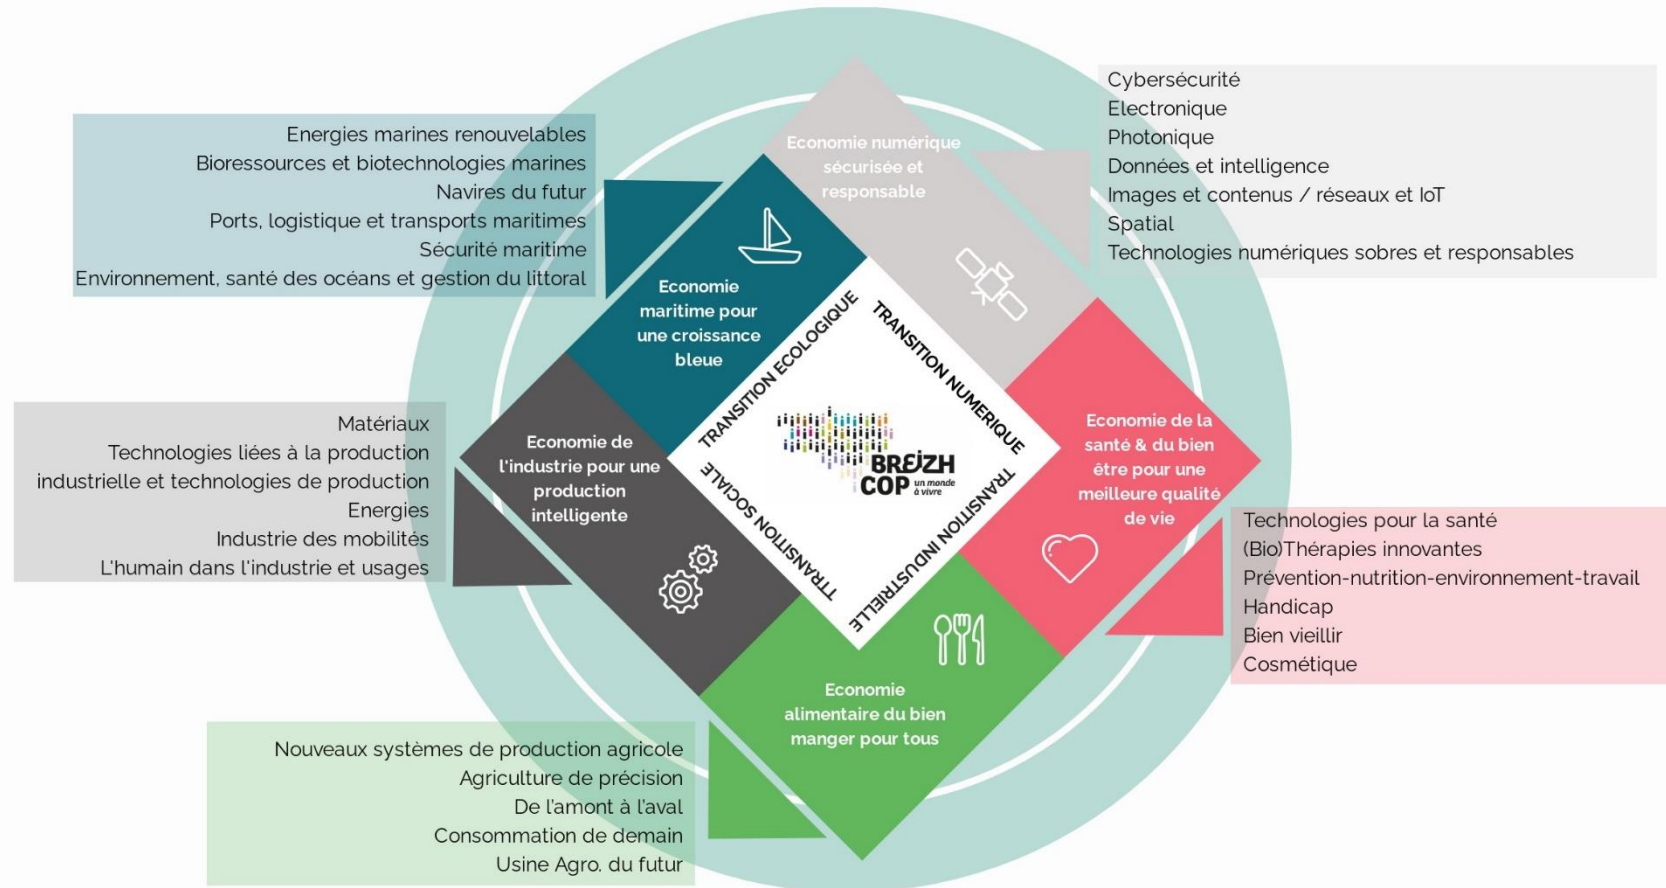 Energies marines renouvelables
Bioressources et biotechnologies marines
Navires du futur
Ports, logistique et transports maritimes
Sécurité maritime
Environnement, santé des océans et gestion du littoral
Economie numérique
sécurisée et
responsable
Cybersécurité
Electronique
Photonique
Données et intelligence
Images et contenus / réseaux et IoT
Spatial
Technologies numériques sobres et responsables
Economie
maritime pour
une croissance
bleue
TRANSITION ECOLOGIQUE
TRANSITION NUMERIQUE
BREIZH
COP
un monde
à vivre
TTRANSITION SOCIALE
TRANSITION INDUSTRIELLE
Matériaux
Technologies liées à la production
industrielle et technologies de production
Energies
Industrie des mobilités
L'humain dans l'industrie et usages
Economie de
l'industrie pour une
production
intelligente
Economie de la
santé & du bien
être pour une
meilleure qualité
de vie
Technologies pour la santé
(Bio)Thérapies innovantes
Prévention-nutrition-environnement-travail
Handicap
Bien vieillir
Cosmétique
Economie
alimentaire du bien
manger pour tous
Nouveaux systèmes de production agricole
Agriculture de précision
De l'amont à l'aval
Consommation de demain
Usine Agro. du futur